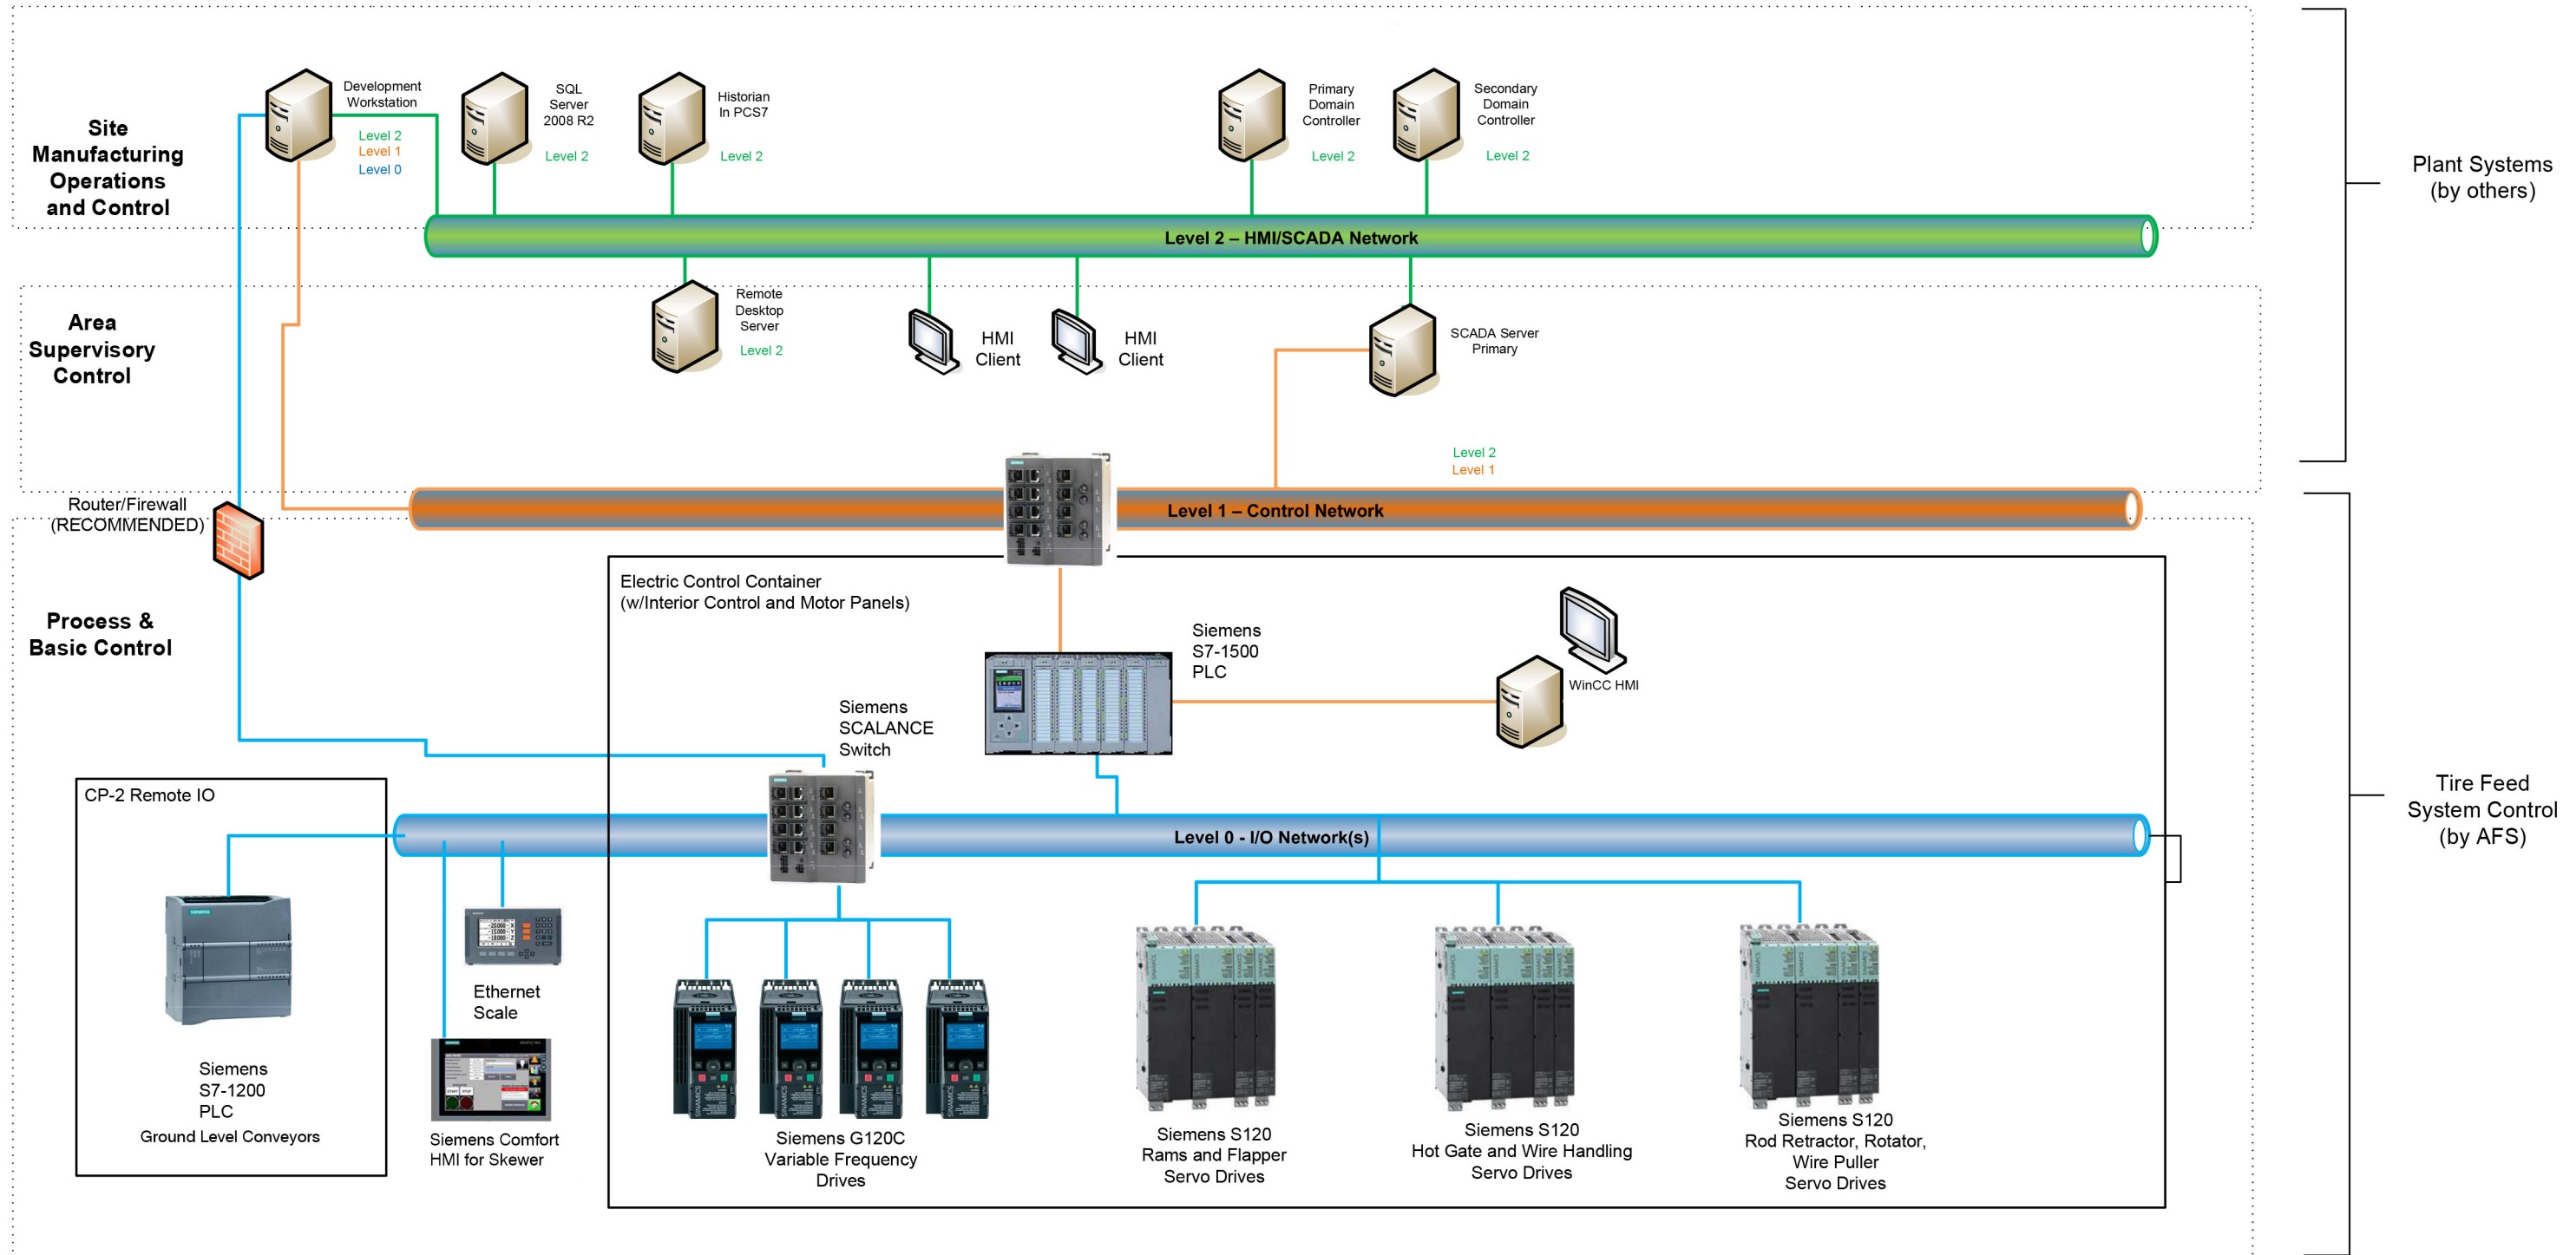 Site
Manufacturing
Operations
and Control
Development
Workstation
Level 2
Level 1
Level 0
SQL
Server
2008 R2
Level 2
Historian
In PCS7
Level 2
Primary
Domain
Controller
Level 2
Secondary
Domain
Controller
Level 2
Plant Systems
(by others)
Level 2 – HMI/SCADA Network
Area
Supervisory
Control
Remote
Desktop
Server
Level 2
HMI
Client
HMI
Client
SCADA Server
Primary
Level 2
Level 1
Router/Firewall
(RECOMMENDED)
Level 1 – Control Network
Process &
Basic Control
Electric Control Container
(w/Interior Control and Motor Panels)
Siemens
S7-1500
PLC
WinCC HMI
Siemens
SCALANCE
Switch
Tire Feed
System Control
(by AFS)
CP-2 Remote IO
Level 0 - I/O Network(s)
SIEMENS
Ethernet
Scale
Siemens
S7-1200
PLC
Ground Level Conveyors
Siemens Comfort
HMI for Skewer
SINAMICS
SINAMICS
SINAMICS
SINAMICS
Siemens G120C
Variable Frequency
Drives
Siemens S120
Rams and Flapper
Servo Drives
Siemens S120
Hot Gate and Wire Handling
Servo Drives
Siemens S120
Rod Retractor, Rotator,
Wire Puller
Servo Drives